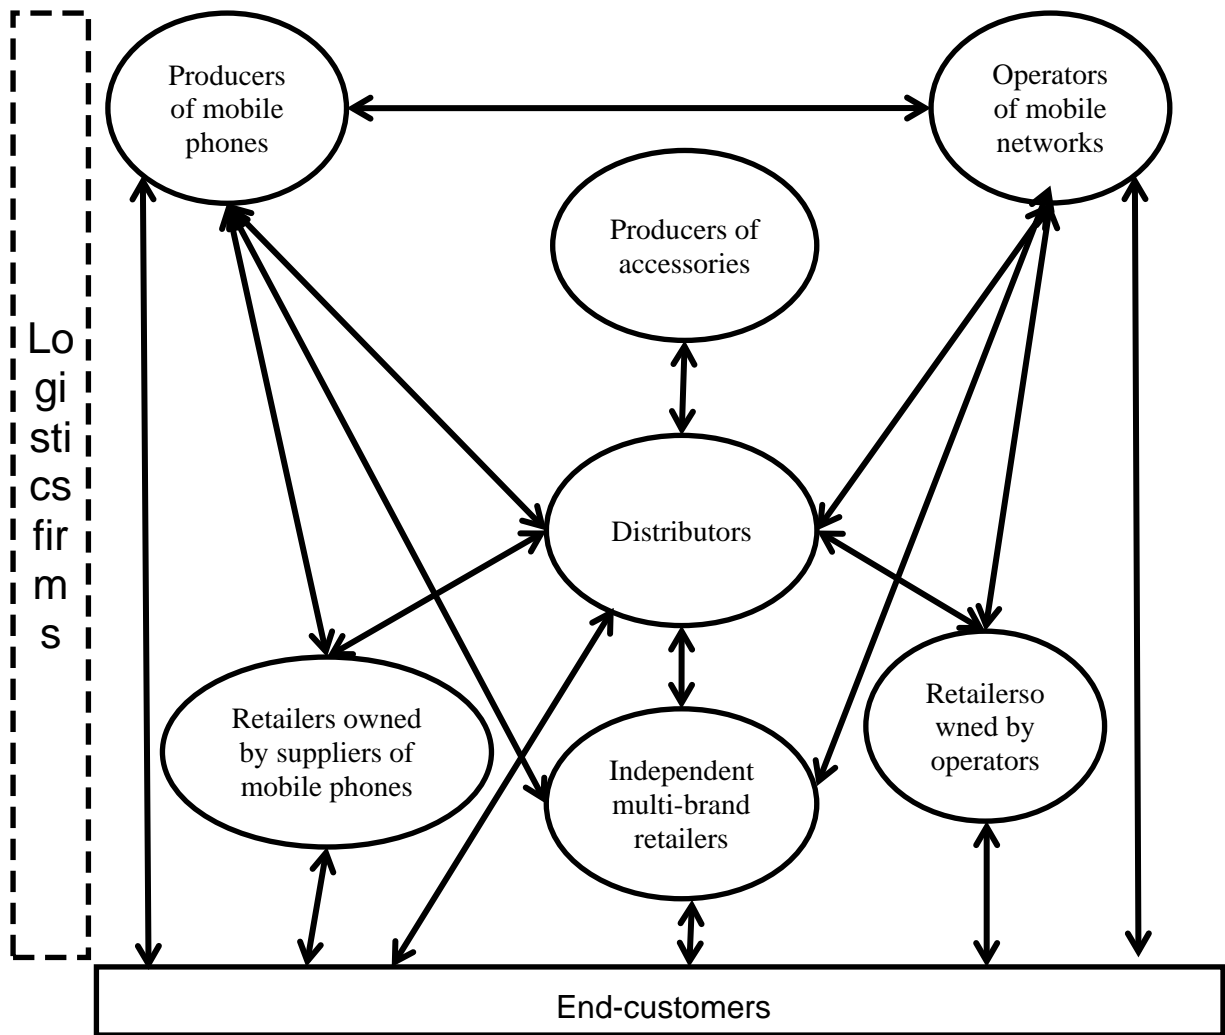 Producers
of mobile
phones
Operators
of mobile
networks
Producers of
accessories
Lo
gi
sti
cs
fir
m
s
Distributors
Retailers owned
by suppliers of
mobile phones
Independent
multi-brand
retailers
Retailerso
wned by
operators
End-customers